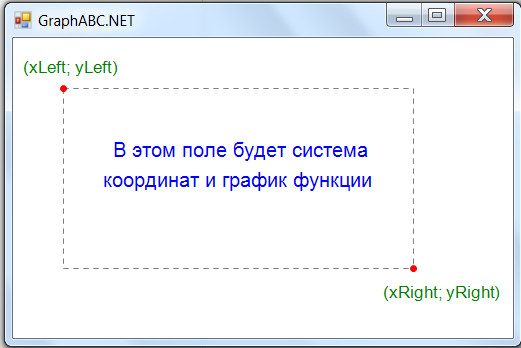 GraphABC.NET
(xLeft; yLeft)
В этом поле будет система
координат и график функции
(xRight; yRight)